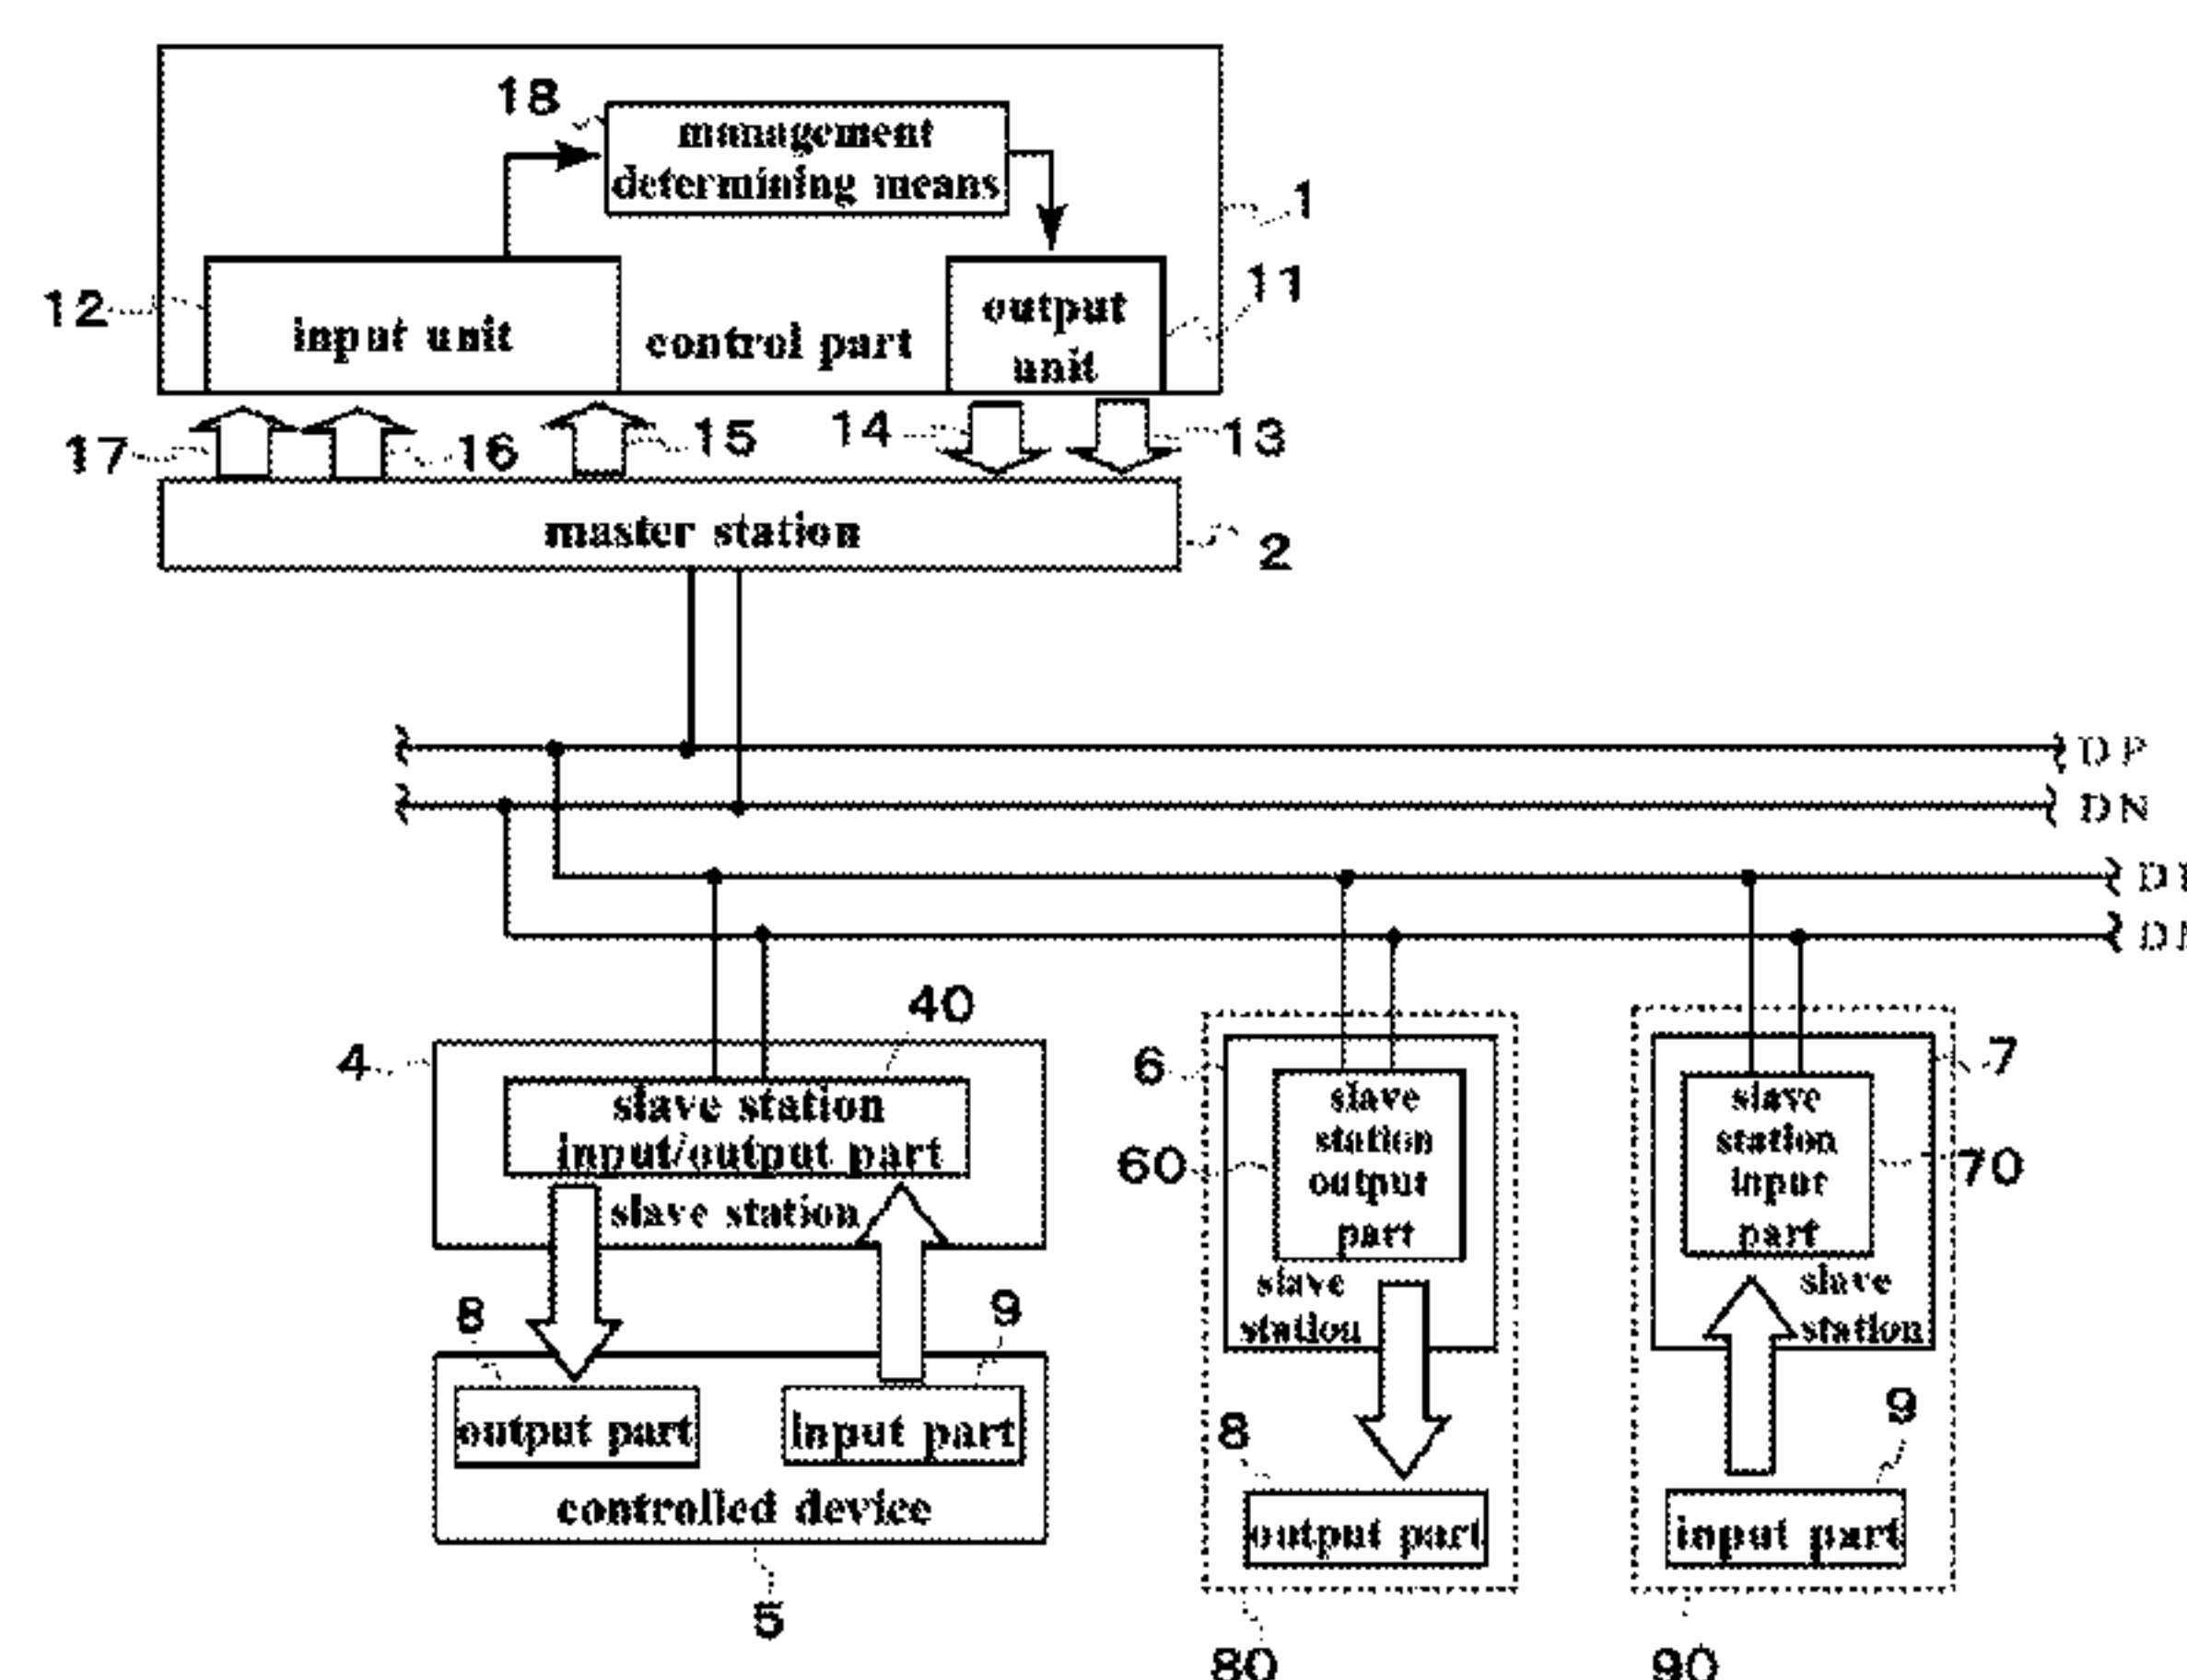 18
management
determining means
1
12
input unit
control part
output
unit
11
17
16
15
14
13
master station
2
DP
DN
40
4
slave station
input/output part
slave station
8
9
output part
input part
controlled device
5
6
60
slave
station
output
part
slave
station
8
output part
80
7
70
slave
station
input
part
slave
station
9
input part
90